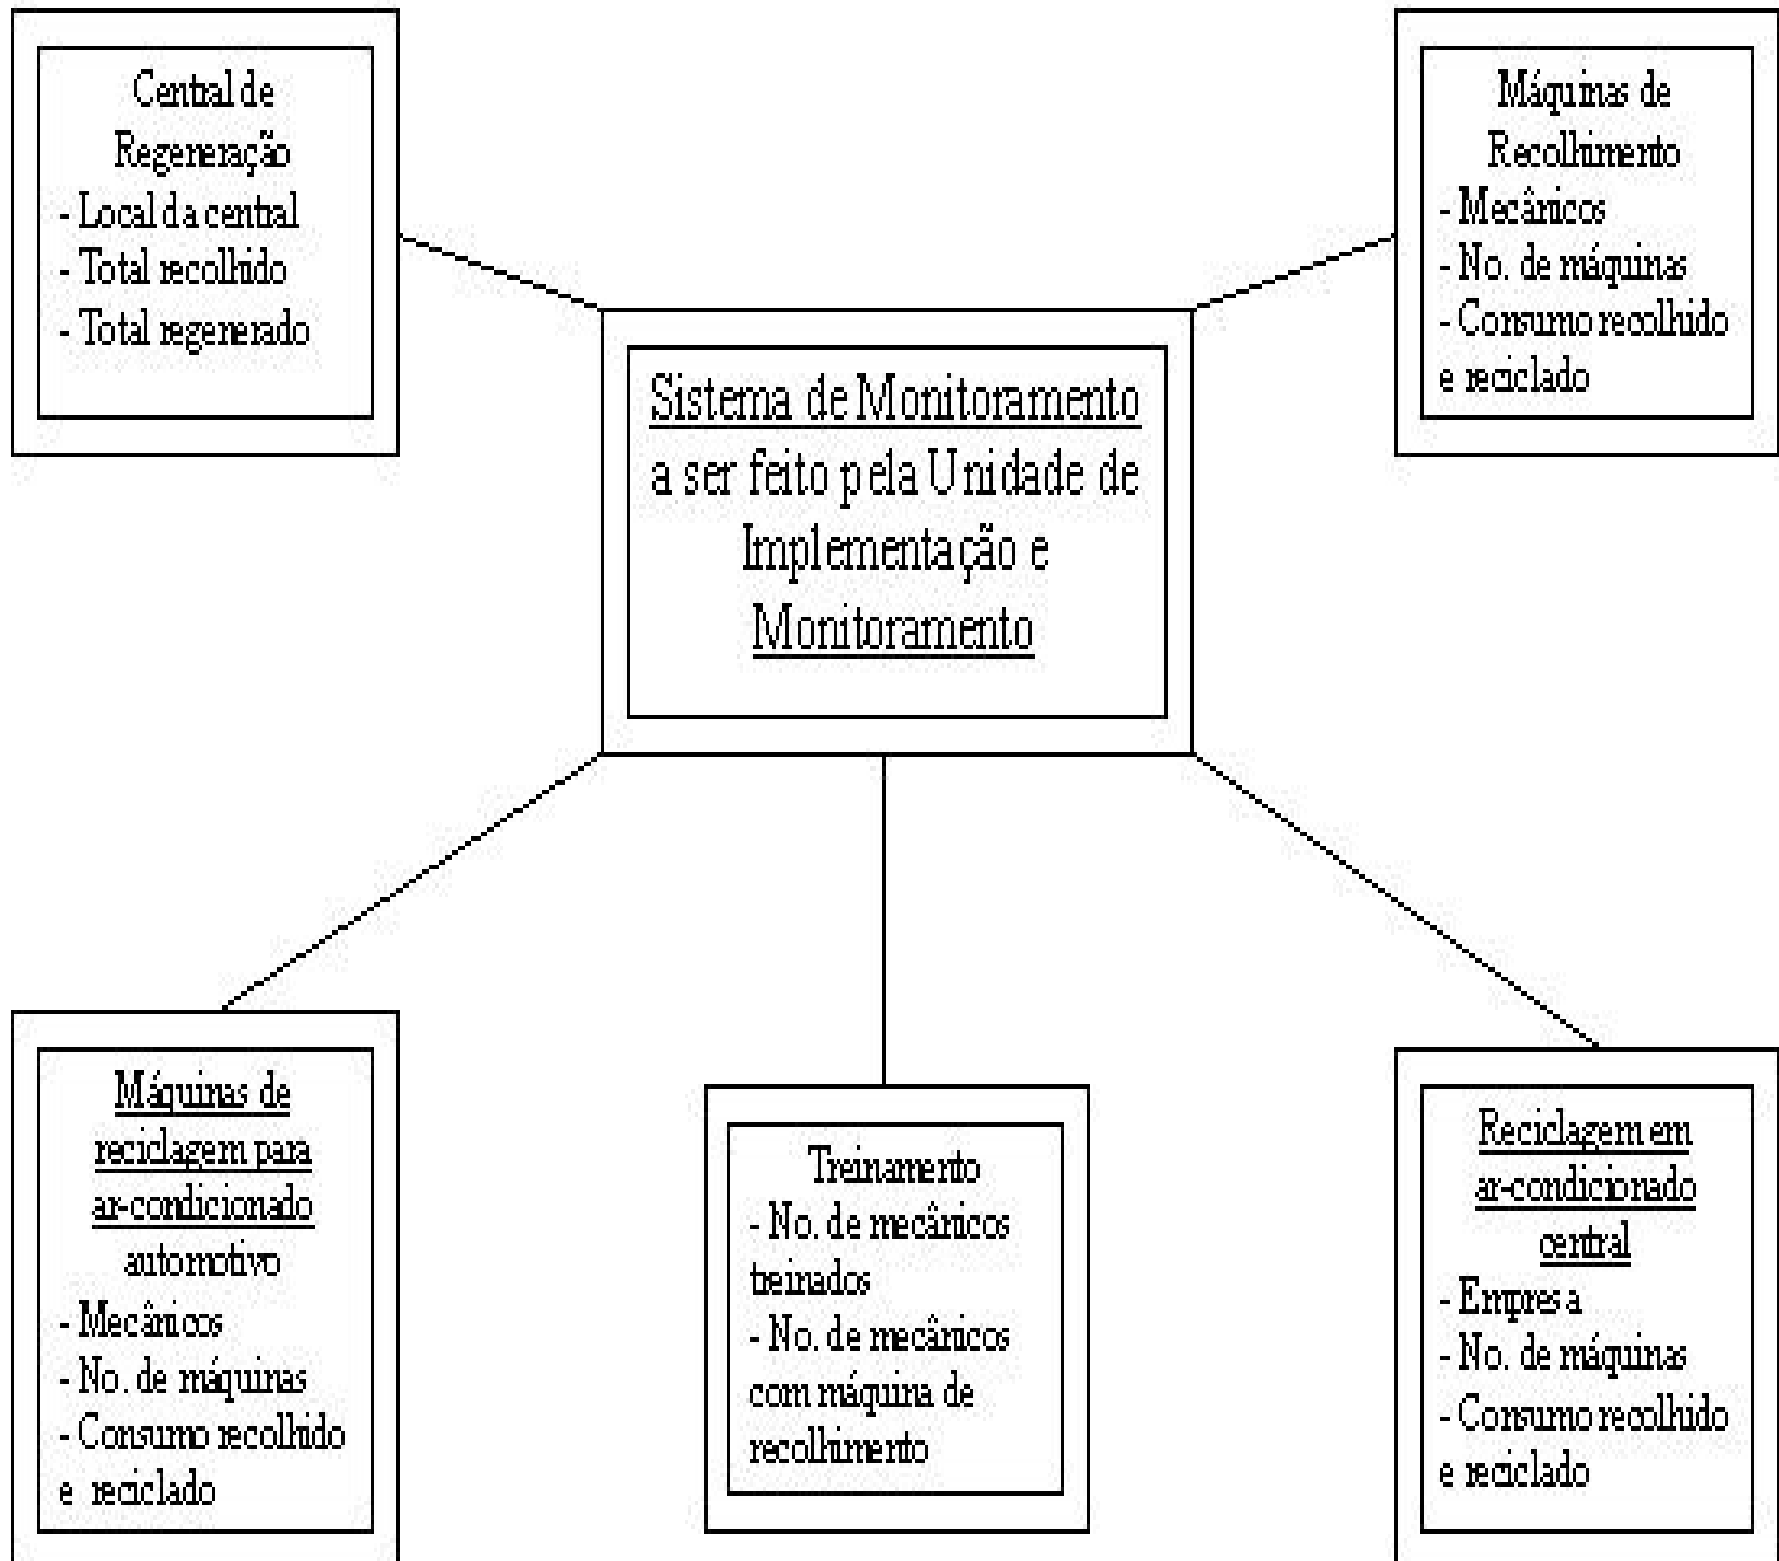 Central de
Regeneração
- Local da central
- Total recolhido
- Total regenerado
Máquinas de
Recolhimento
- Mecânicos
- No. de máquinas
- Consumo recolhido
e reciclado
Sistema de Monitoramento
a ser feito pela Unidade de
Implementação e
Monitoramento
Máquinas de
reciclagem para
ar-condicionado
automotivo
- Mecânicos
- No. de máquinas
- Consumo recolhido
e reciclado
Treinamento
- No. de mecânicos
treinados
- No. de mecânicos
com máquina de
recolhimento
Reciclagem em
ar-condicionado
central
- Empresa
- No. de máquinas
- Consumo recolhido
e reciclado